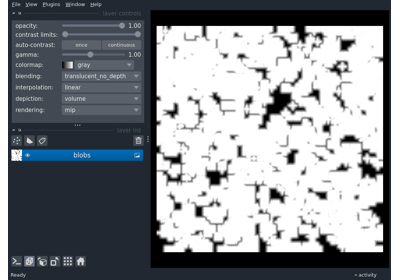 File View Plugins Window Help
layer controls
opacity: 1.00
contrast limits:
auto-contrast: once continuous
gamma: 1.00
colormap: gray
blending: translucent_no_depth
interpolation: linear
depiction: volume
rendering: mip
layer list
blobs
Ready activity